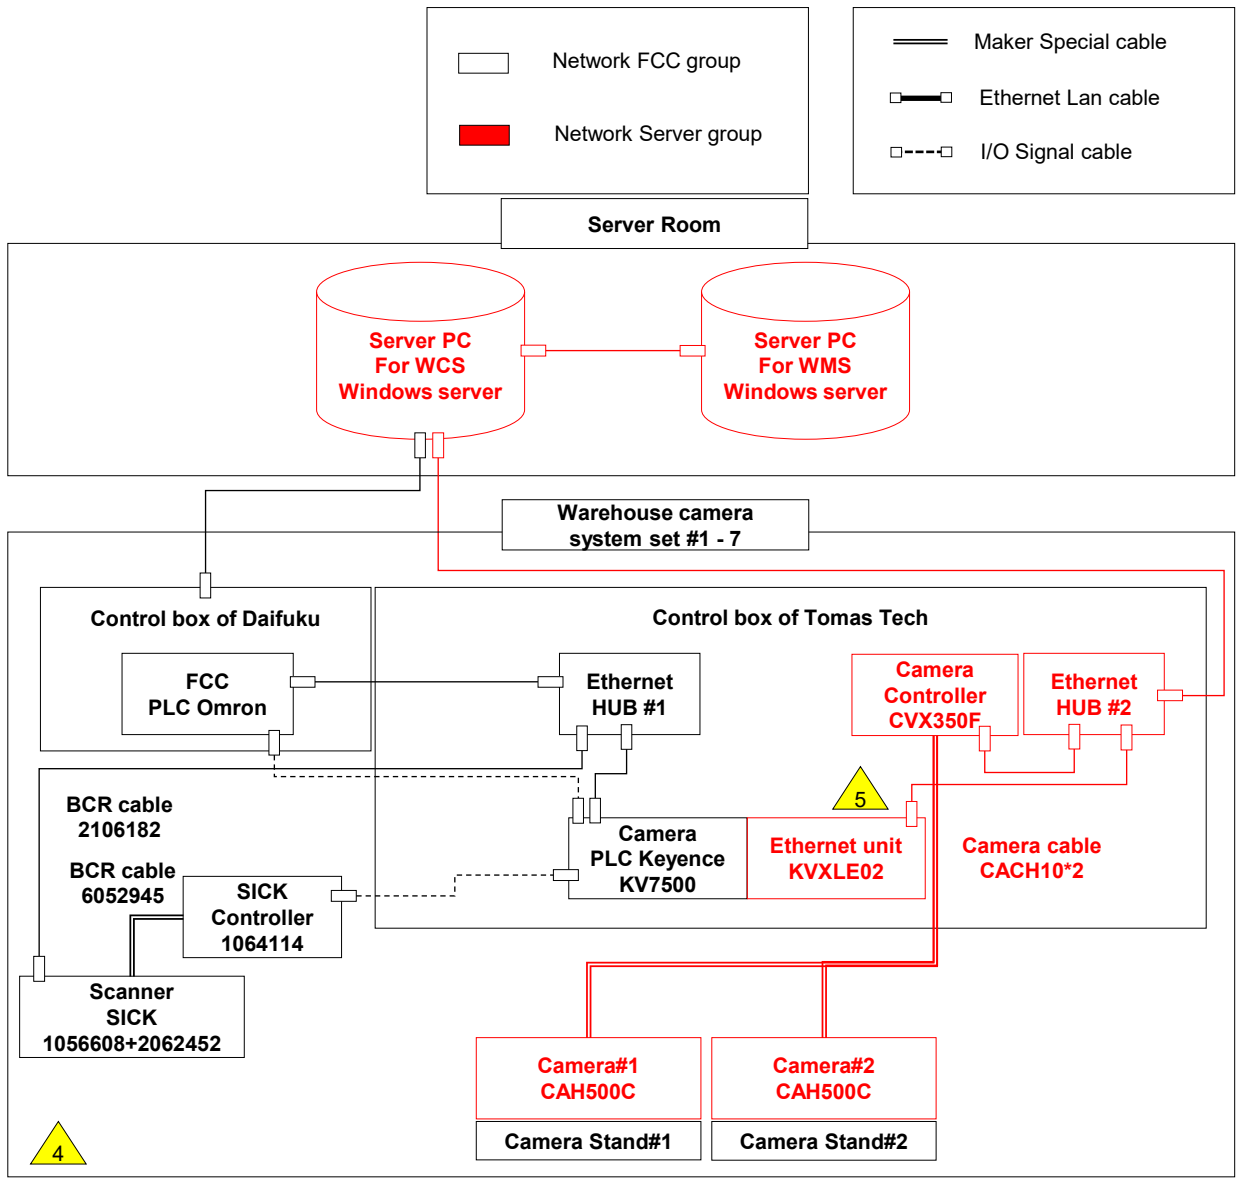 Network FCC group
Network Server group
Maker Special cable
Ethernet Lan cable
I/O Signal cable
Server Room
Server PC
For WCS
Windows server
Server PC
For WMS
Windows server
Warehouse camera
system set #1 - 7
Control box of Daifuku
Control box of Tomas Tech
FCC
PLC Omron
Ethernet
HUB #1
Camera
Controller
CVX350F
Ethernet
HUB #2
5
BCR cable
2106182
Camera
PLC Keyence
KV7500
Ethernet unit
KVXLE02
Camera cable
CACH10*2
BCR cable
6052945
SICK
Controller
1064114
Scanner
SICK
1056608+2062452
Camera#1
CAH500C
Camera#2
CAH500C
Camera Stand#1
Camera Stand#2
4